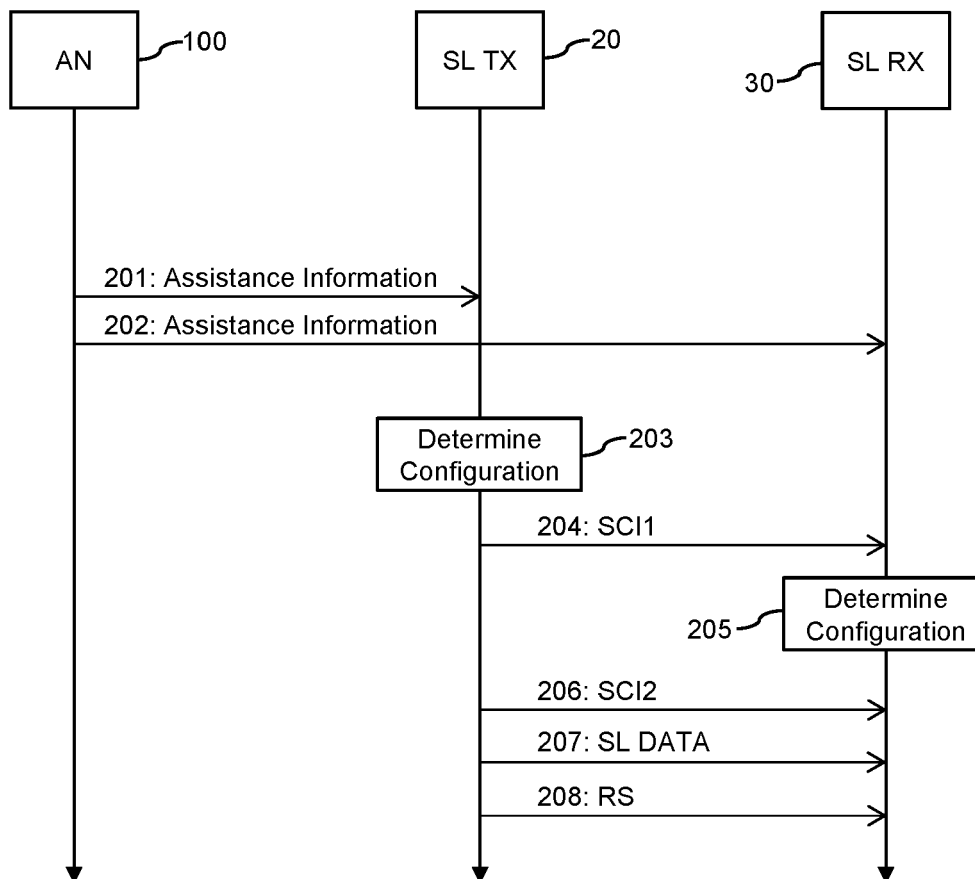 AN
100
SL TX
20
SL RX
30
201: Assistance Information
202: Assistance Information
Determine
Configuration
203
204: SCI1
Determine
Configuration
205
206: SCI2
207: SL DATA
208: RS